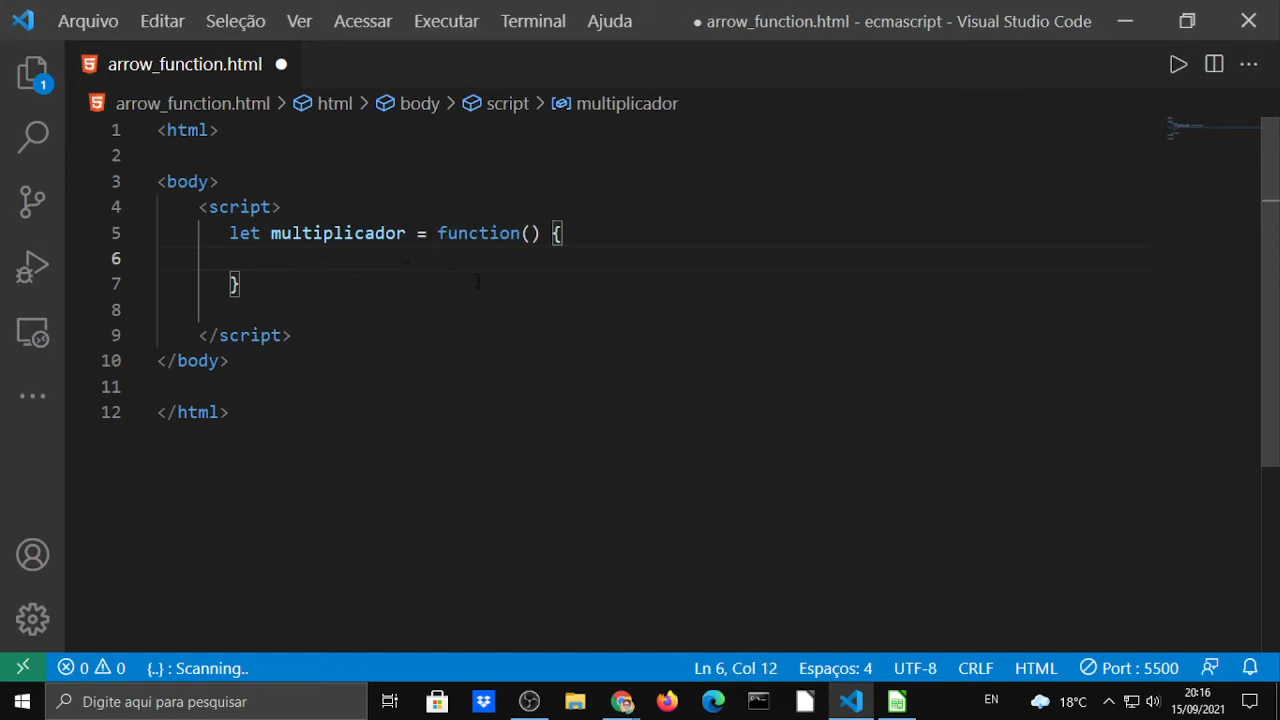 Arquivo Editar Seleção Ver Acessar Executar Terminal Ajuda ● arrow_function.html - ecmascript - Visual Studio Code
arrow_function.html ●
arrow_function.html > html > body > script > multiplicador
1 <html>
2
3 <body>
4 <script>
5 let multiplicador = function() {
6
7 }
8
9 </script>
10 </body>
11
12 </html>
1
0 0 {..} : Scanning.. Ln 6, Col 12 Espaços: 4 UTF-8 CRLF HTML Port : 5500
Digite aqui para pesquisar EN 18°C 20:16
15/09/2021